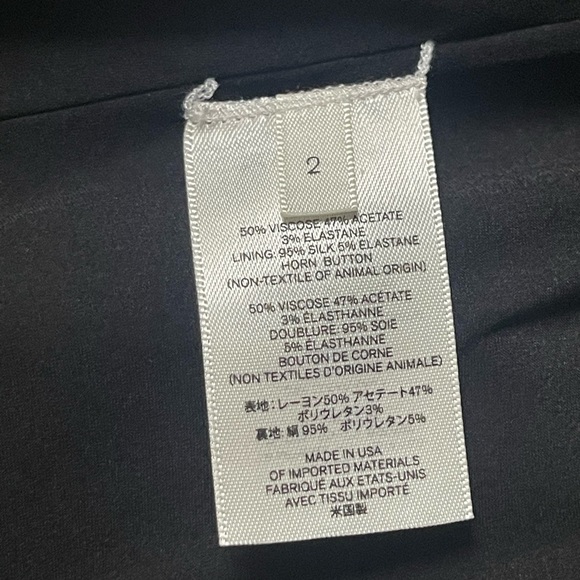 2
50% VISCOSE 47% ACETATE
3% ELASTANE
LINING: 95% SILK 5% ELASTANE
HORN BUTTON
(NON-TEXTILE OF ANIMAL ORIGIN)
50% VISCOSE 47% ACÉTATE
3% ÉLASTHANNE
DOUBLURE: 95% SOIE
5% ÉLASTHANNE
BOUTON DE CORNE
(NON TEXTILES D'ORIGINE ANIMALE)
表地:レーヨン50% アセテート47%
ポリウレタン3%
裏地: 絹 95% ポリウレタン5%
MADE IN USA
OF IMPORTED MATERIALS
FABRIQUÉ AUX ETATS-UNIS
AVEC TISSU IMPORTÉ
米国製